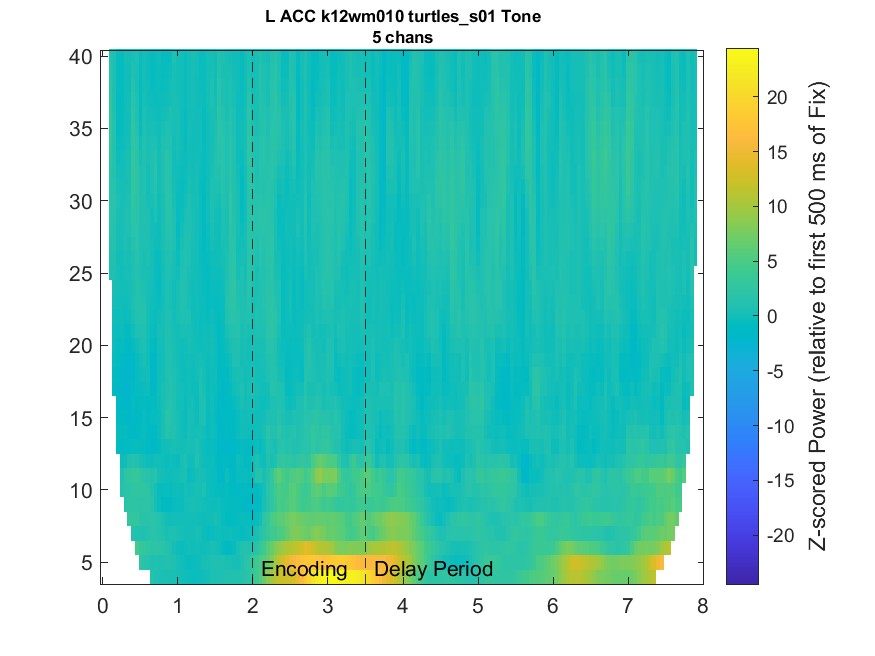 L ACC k12wm010 turtles_s01 Tone
5 chans
40
35
30
25
20
15
10
5
Encoding
Delay Period
0 1 2 3 4 5 6 7 8
20
15
10
5
0
-5
-10
-15
-20
Z-scored Power (relative to first 500 ms of Fix)